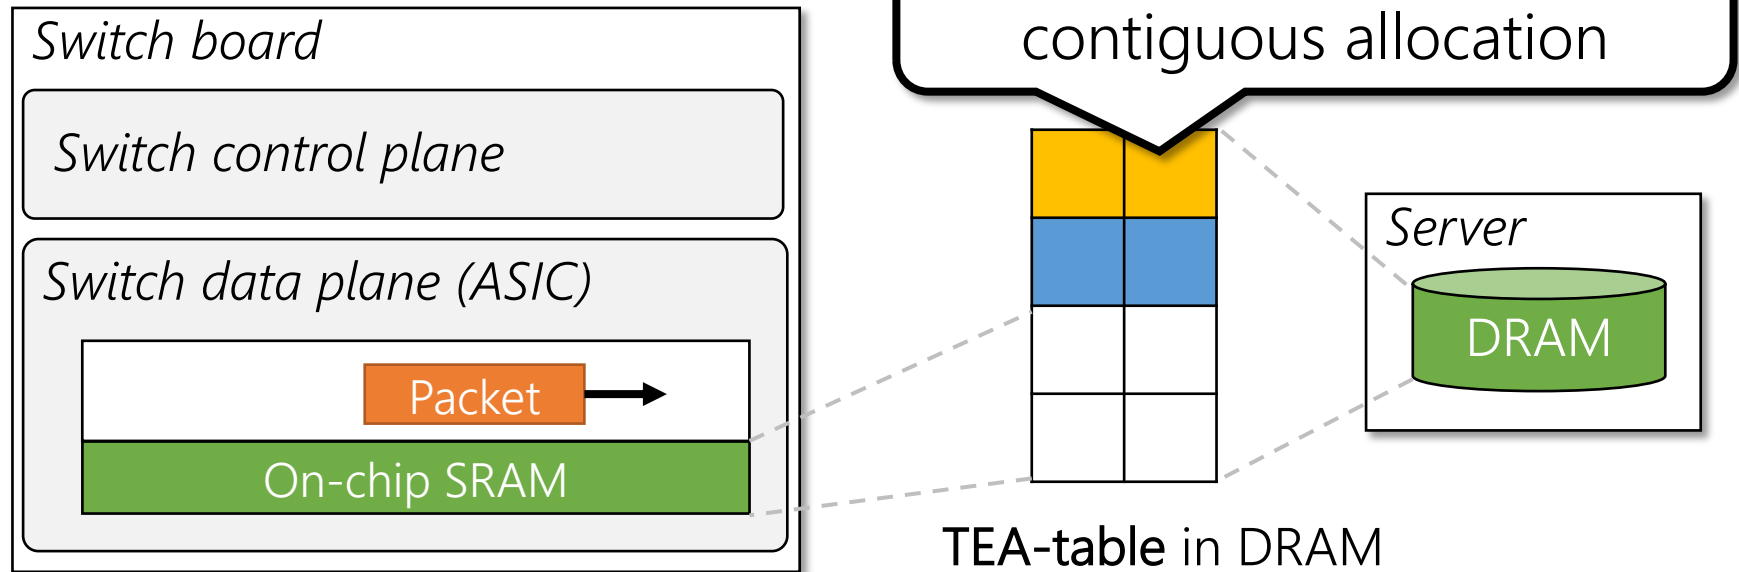 Switch board
contiguous allocation
Switch control plane
Server
Switch data plane (ASIC)
DRAM
Packet
On-chip SRAM
TEA-table in DRAM